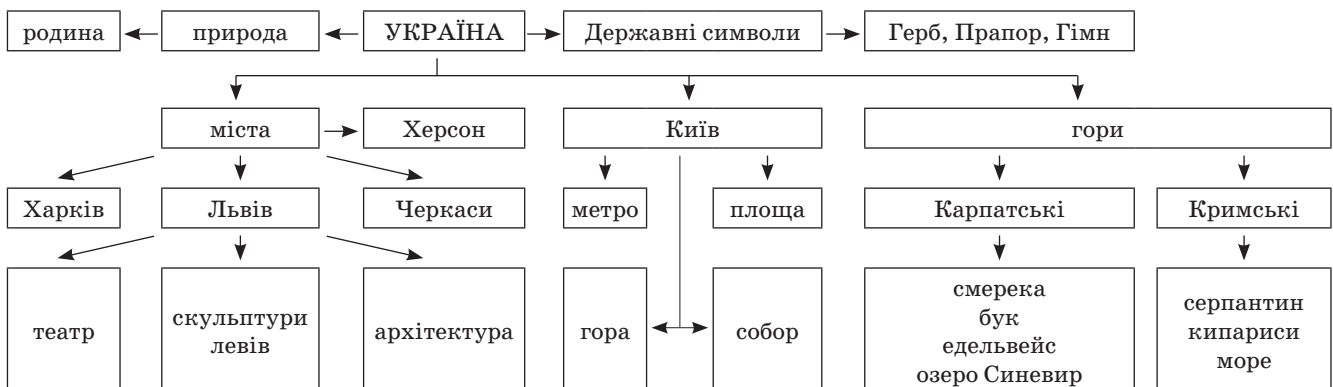 родина
природа
УКРАЇНА
Державні символи
Герб, Прапор, Гімн
міста
Херсон
Київ
гори
Харків
Львів
Черкаси
метро
площа
Карпатські
Кримські
театр
скульптури
левів
архітектура
гора
собор
смерека
бук
едельвейс
озеро Синевир
серпантин
кипариси
море